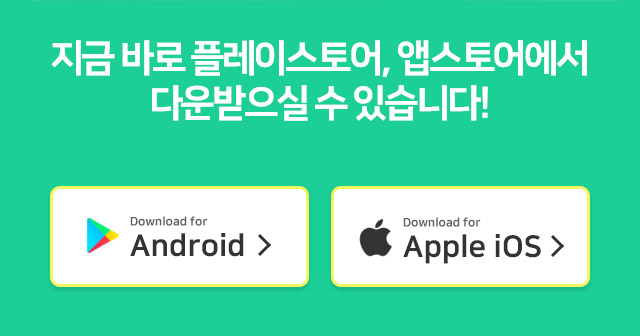 지금 바로 플레이스토어, 앱스토어에서
다운받으실 수 있습니다!
Download for
Android >
Download for
Apple iOS >